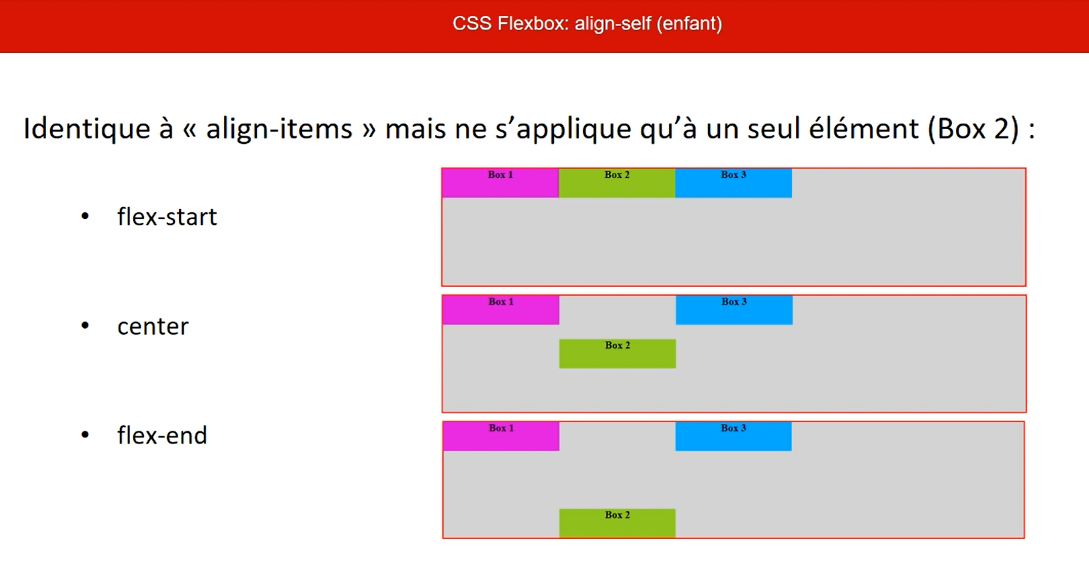 CSS Flexbox: align-self (enfant)
Identique à « align-items » mais ne s’applique qu’à un seul élément (Box 2) :
• flex-start
Box 1 Box 2 Box 3
• center
Box 1 Box 3
Box 2
• flex-end
Box 1 Box 3
Box 2